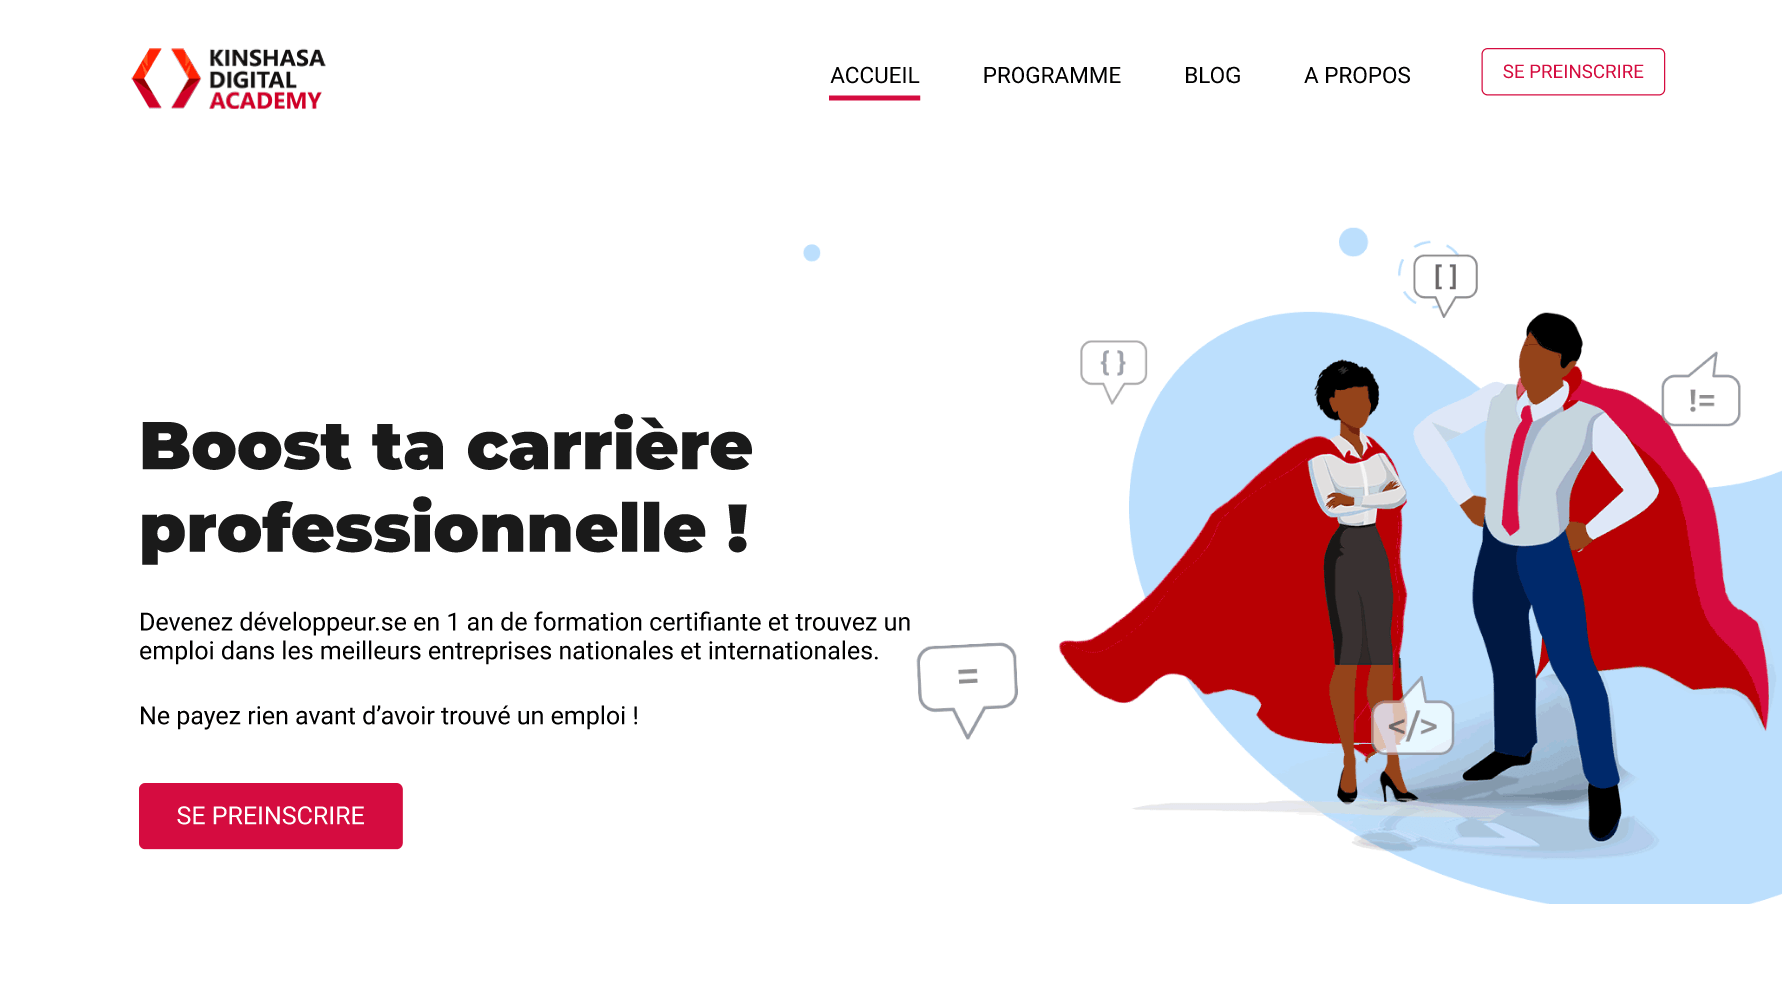 KINSHASA
DIGITAL
ACADEMY
ACCUEIL
PROGRAMME
BLOG
A PROPOS
SE PREINSCRIRE
[ ]
{ }
!=
Boost ta carrière
professionnelle !
Devenez développeur.se en 1 an de formation certifiante et trouvez un
emploi dans les meilleurs entreprises nationales et internationales.
=
Ne payez rien avant d’avoir trouvé un emploi !
</>
SE PREINSCRIRE